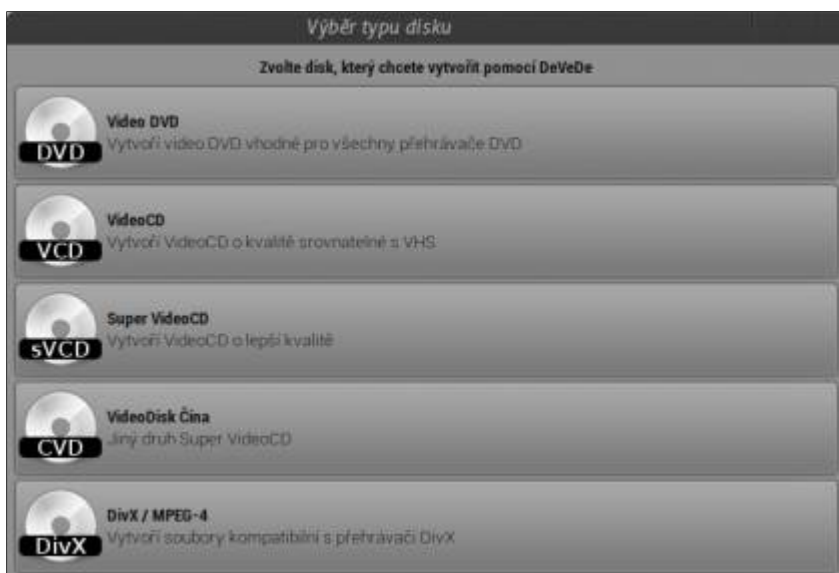 Výběr typu disku
Zvolte disk, který chcete vytvořit pomocí DeVeDe
Video DVD
DVD
Vytvoří video DVD vhodné pro všechny přehrávače DVD
VideoCD
VCD
Vytvoří VideoCD o kvalitě srovnatelné s VHS
Super VideoCD
sVCD
Vytvoří VideoCD o lepší kvalitě
VideoDisk Čína
CVD
Jiný druh Super VideoCD
DivX / MPEG-4
DivX
Vytvoří soubory kompatibilní s přehrávači DivX